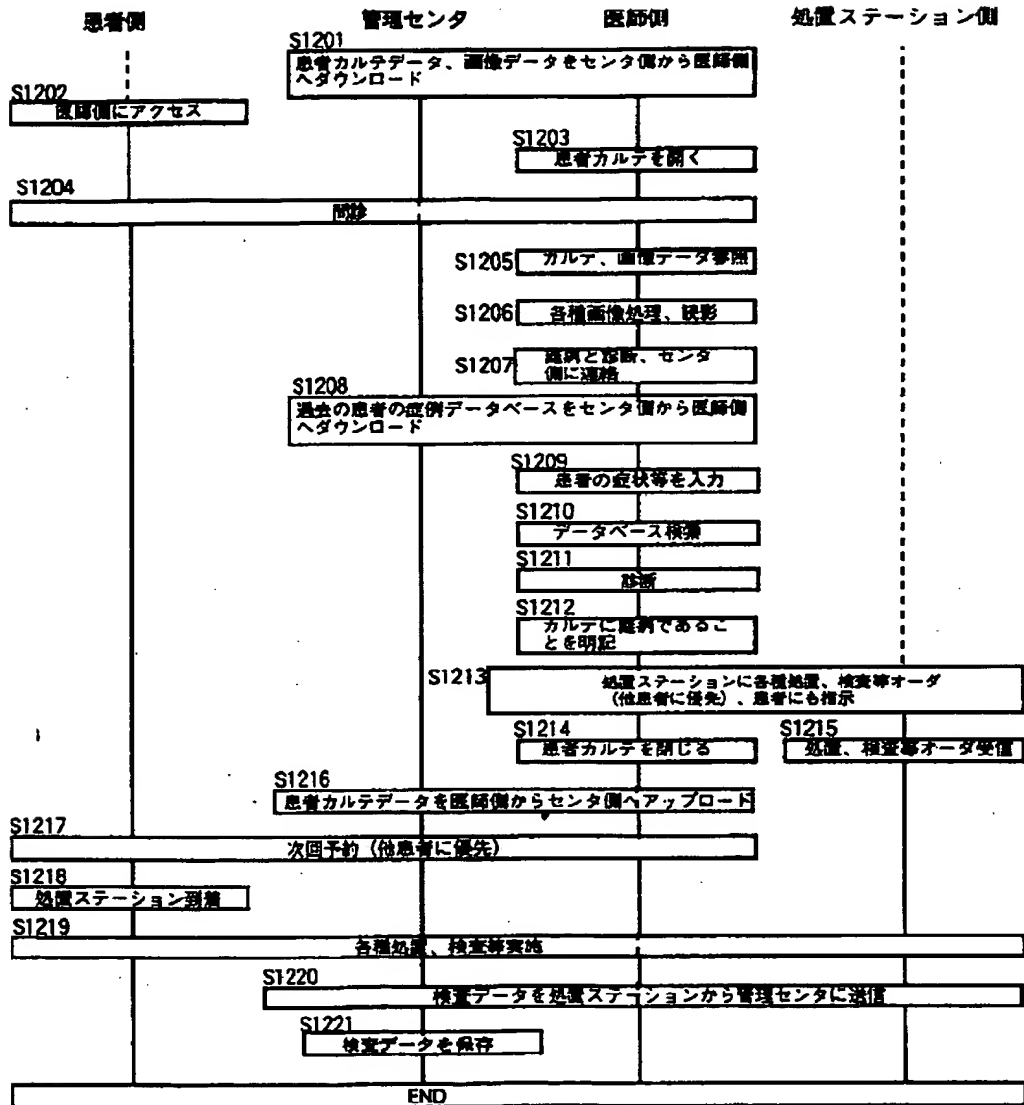 患者側
管理センタ
医師側
処置ステーション側
S1201
患者カルテデータ、画像データをセンタ側から医師側
へダウンロード
S1202
医師側にアクセス
S1203
患者カルテを開く
S1204
問診
S1205
カルテ、画像データ参照
S1206
各種画像処理、読影
S1207
難病と診断、センタ
側に連絡
S1208
過去の患者の症例データベースをセンタ側から医師側
へダウンロード
S1209
患者の症状等を入力
S1210
データベース検索
S1211
診断
S1212
カルテに難病であるこ
とを明記
S1213
処置ステーションに各種処置、検査等オーダ
(他患者に優先)、患者にも指示
S1214
患者カルテを閉じる
S1215
処置、検査等オーダ受信
S1216
患者カルテデータを医師側からセンタ側へアップロード
S1217
次回予約 (他患者に優先)
S1218
処置ステーション到着
S1219
各種処置、検査等実施
S1220
検査データを処置ステーションから管理センタに送信
S1221
検査データを保存
END